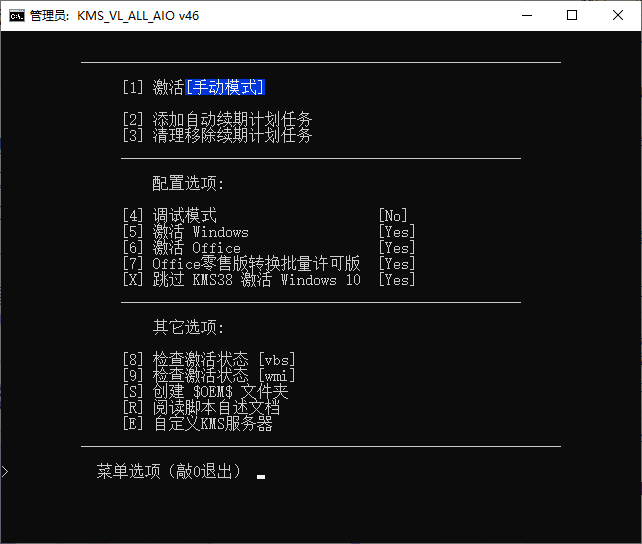 管理员: KMS_VL_ALL_AIO v46
[1] 激活[手动模式]
[2] 添加自动续期计划任务
[3] 清理移除续期计划任务
配置选项:
[4] 调试模式 [No]
[5] 激活 Windows [Yes]
[6] 激活 Office [Yes]
[7] Office零售版转换批量许可版 [Yes]
[X] 跳过 KMS38 激活 Windows 10 [Yes]
其它选项:
[8] 检查激活状态 [vbs]
[9] 检查激活状态 [wmi]
[S] 创建 $OEM$ 文件夹
[R] 阅读脚本自述文档
[E] 自定义KMS服务器
> 菜单选项（敲0退出）